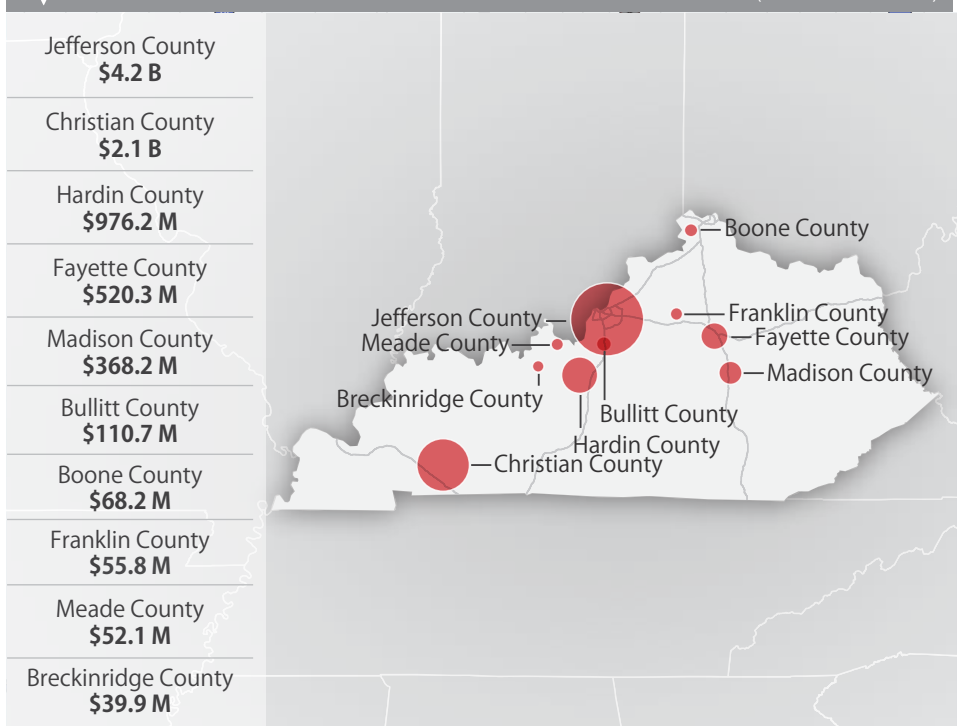 Jefferson County
$4.2 B
Christian County
$2.1 B
Hardin County
$976.2 M
Fayette County
$520.3 M
Madison County
$368.2 M
Bullitt County
$110.7 M
Boone County
$68.2 M
Franklin County
$55.8 M
Meade County
$52.1 M
Breckinridge County
$39.9 M
Boone County
Jefferson County
Franklin County
Meade County
Fayette County
Madison County
Breckinridge County
Bullitt County
Hardin County
Christian County